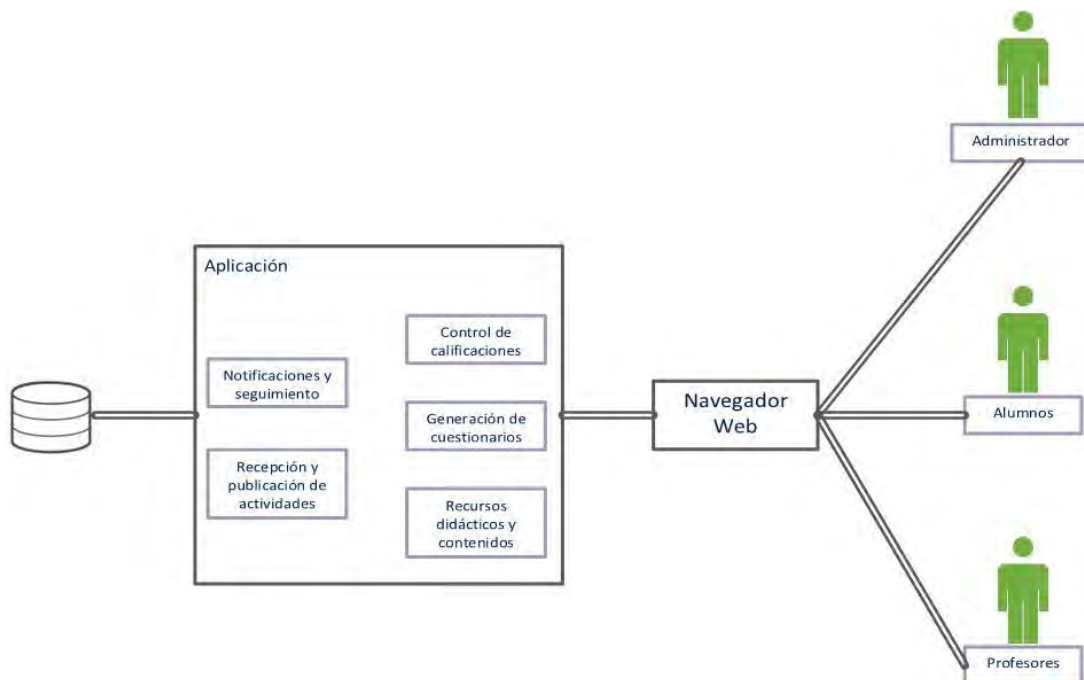 Administrador
Aplicación
Control de
calificaciones
Notificaciones y
seguimiento
Generación de
cuestionarios
Recepción y
publicación de
actividades
Recursos
didácticos y
contenidos
Navegador
Web
Alumnos
Profesores